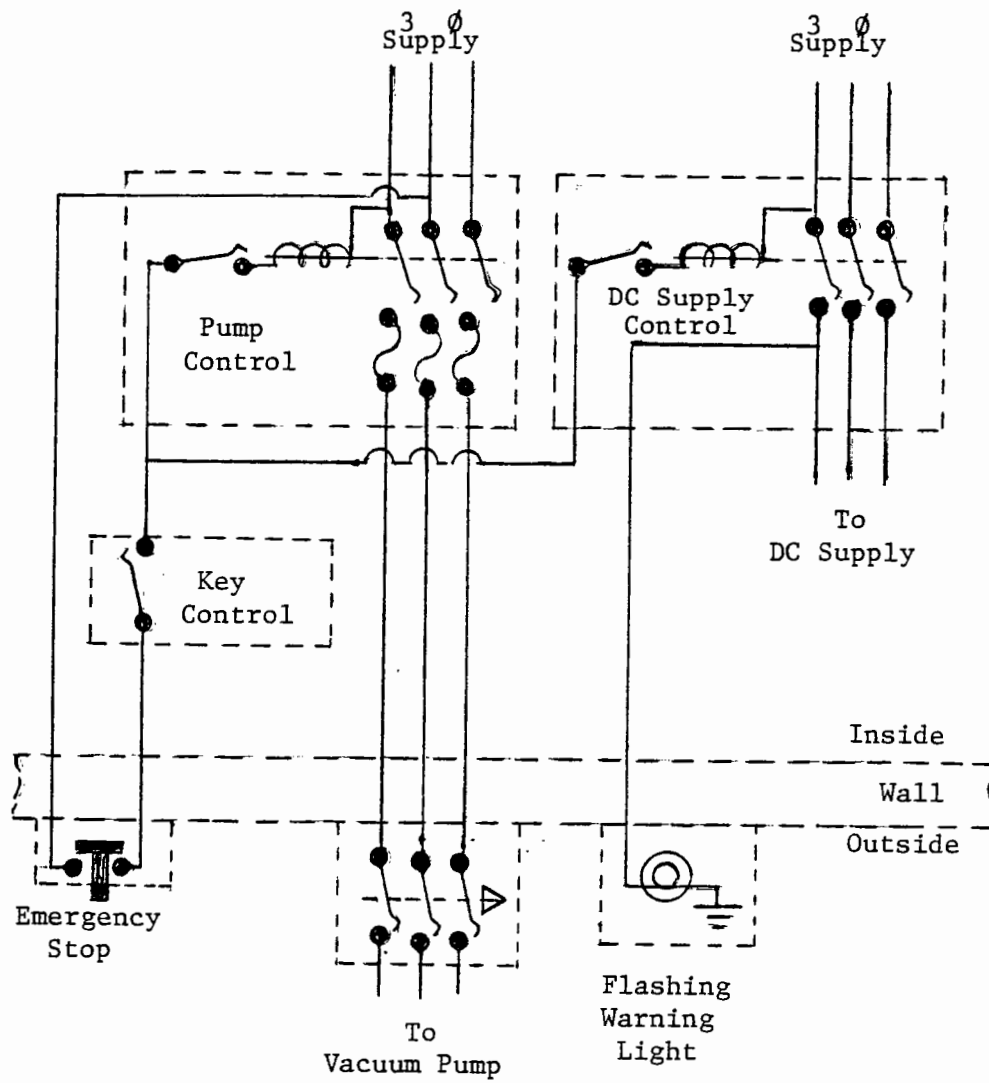 3 Ø
Supply
3 Ø
Supply
Pump
Control
DC Supply
Control
To
DC Supply
Key
Control
Inside
Wall
Outside
Emergency
Stop
To
Vacuum Pump
Flashing
Warning
Light